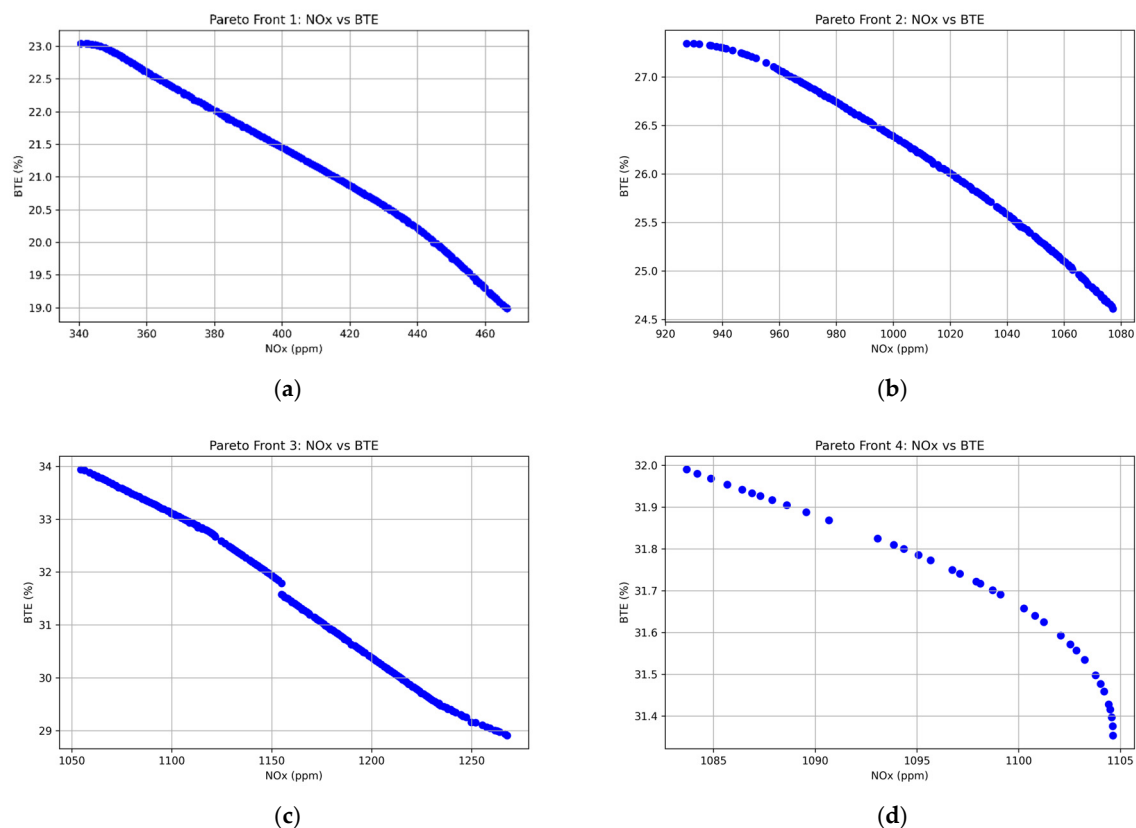 Pareto Front 1: NOx vs BTE
23.0
22.5
22.0
21.5
21.0
20.5
20.0
19.5
19.0
BTE (%)
340 360 380 400 420 440 460
NOx (ppm)
(a)
Pareto Front 2: NOx vs BTE
27.0
26.5
26.0
25.5
25.0
24.5
BTE (%)
920 940 960 980 1000 1020 1040 1060 1080
NOx (ppm)
(b)
Pareto Front 3: NOx vs BTE
34
33
32
31
30
29
BTE (%)
1050 1100 1150 1200 1250
NOx (ppm)
(c)
Pareto Front 4: NOx vs BTE
32.0
31.9
31.8
31.7
31.6
31.5
31.4
BTE (%)
1085 1090 1095 1100 1105
NOx (ppm)
(d)